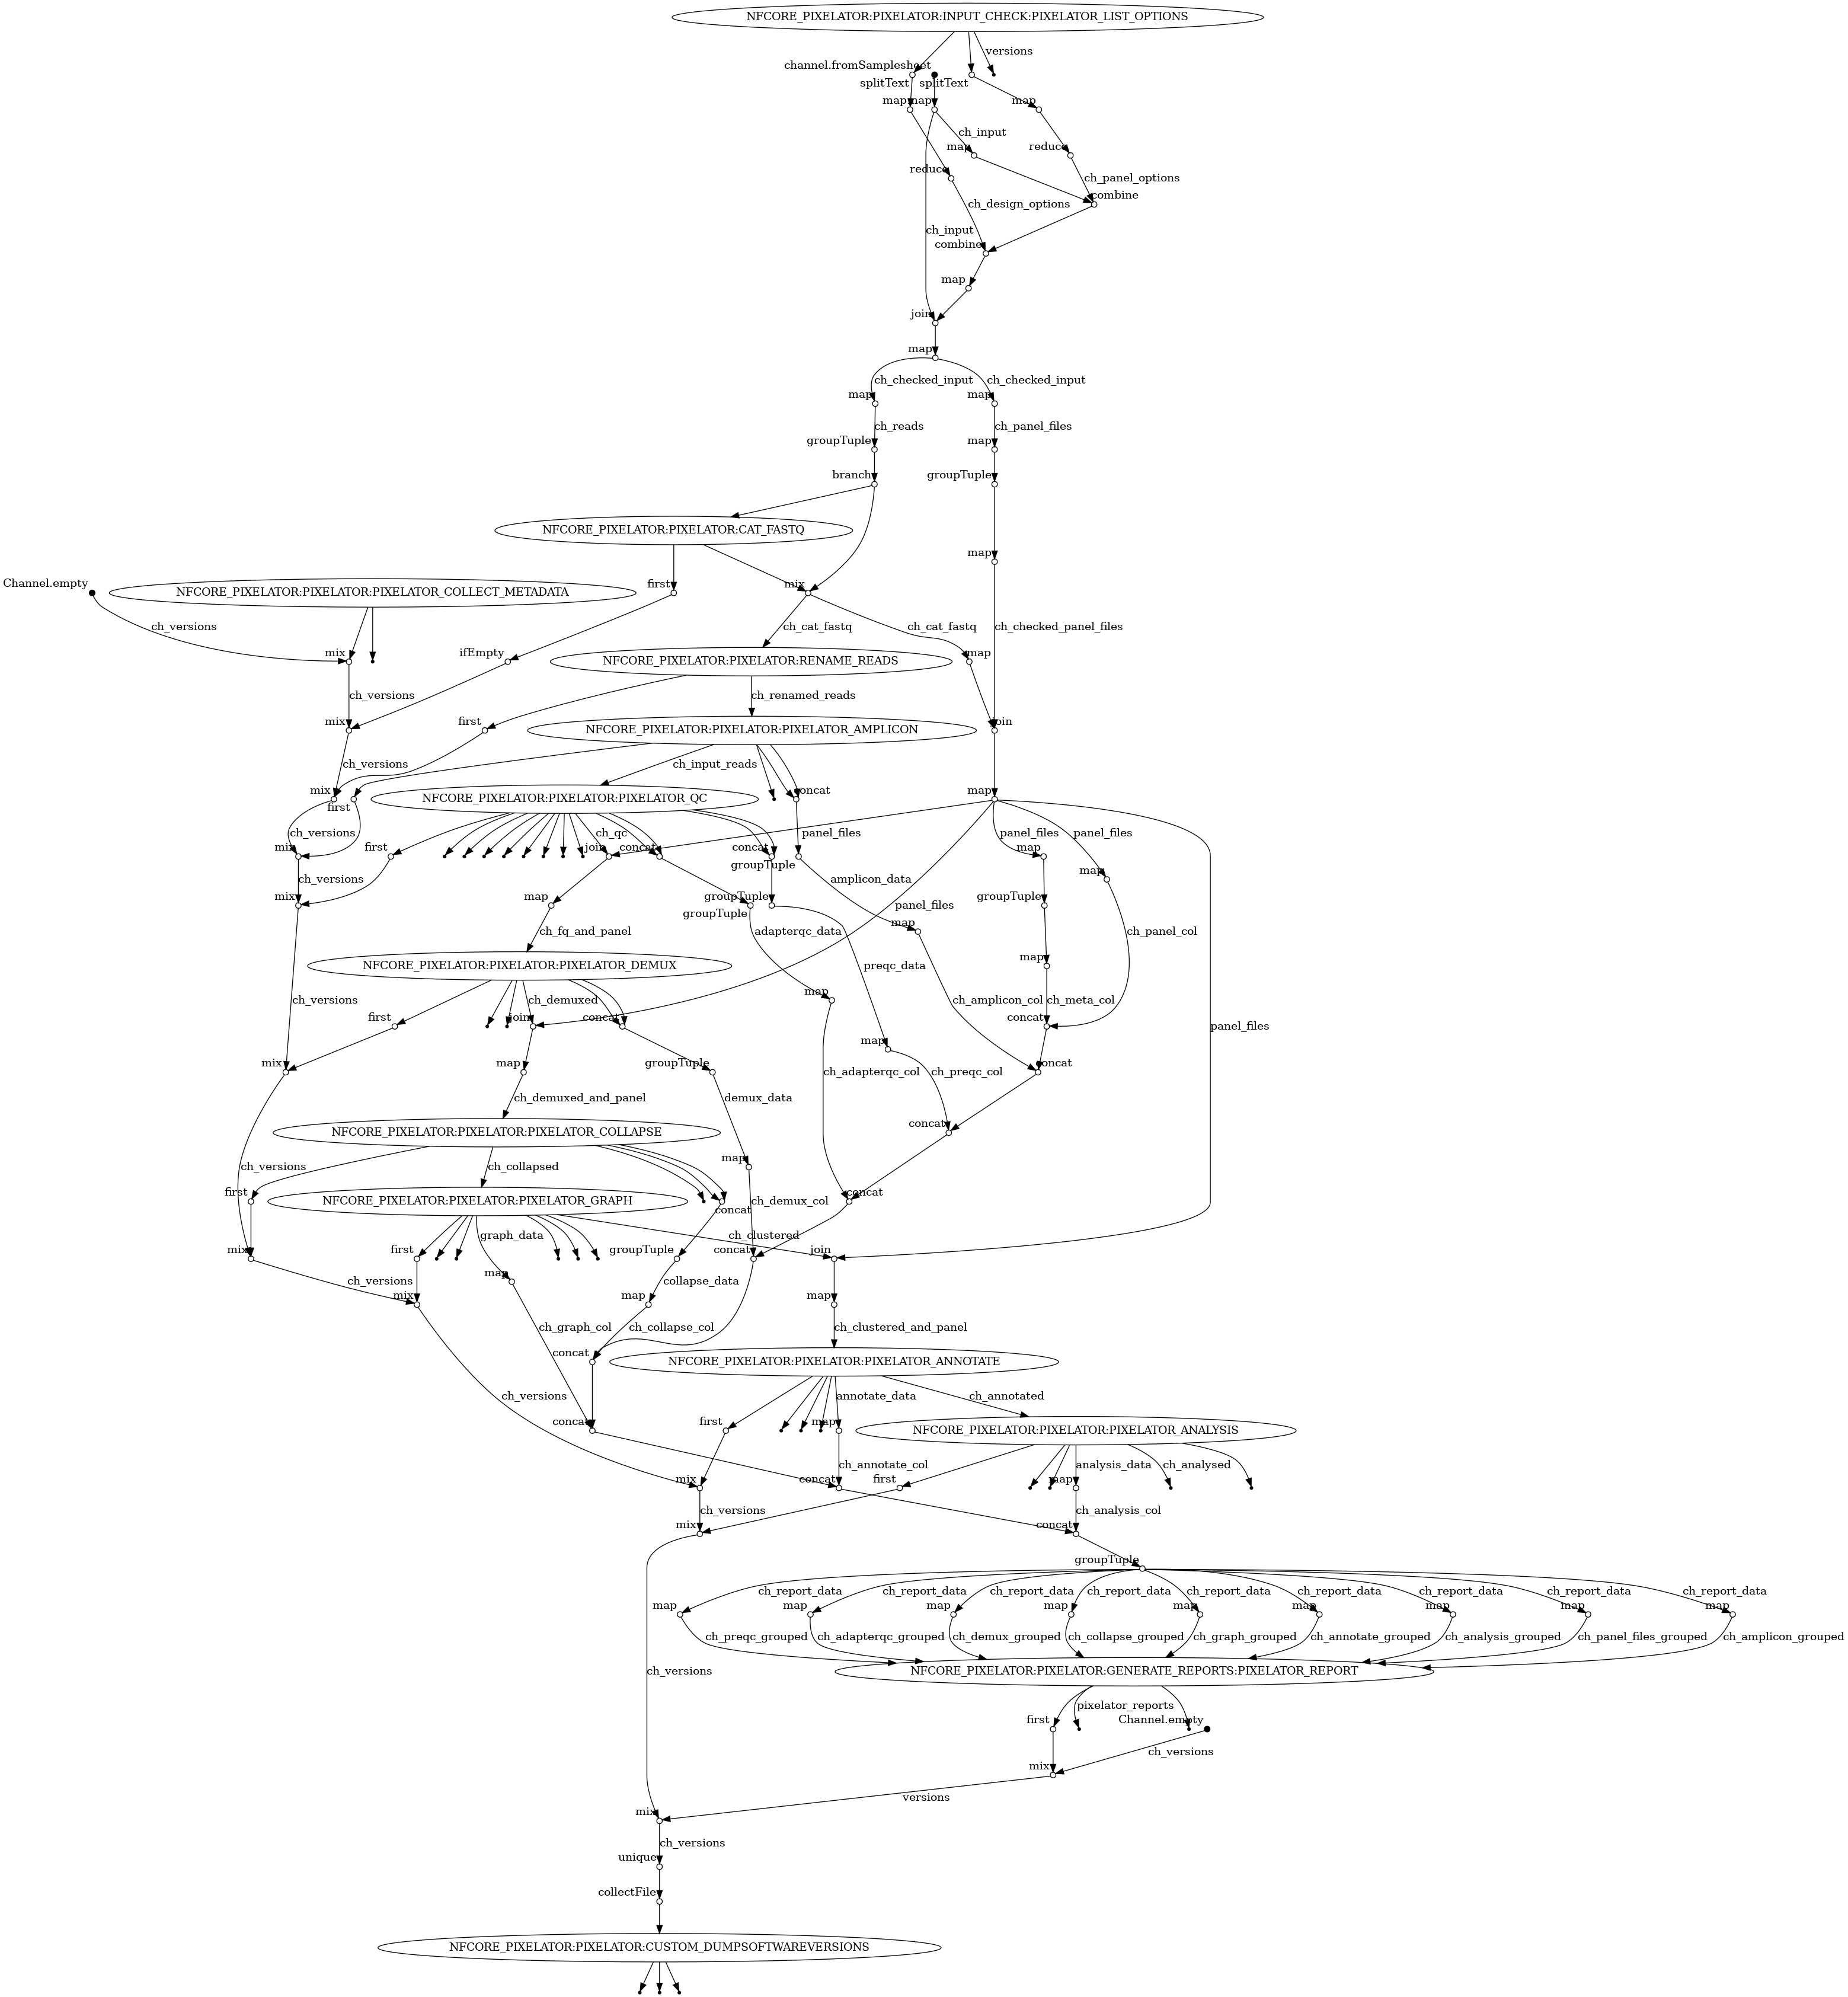 NFCORE_PIXELATOR:PIXELATOR:INPUT_CHECK:PIXELATOR_LIST_OPTIONS
versions
channel.fromSamplesheet
splitText
splitText
map
map
map
ch_input
map
reduce
reduce
ch_panel_options
combine
ch_design_options
ch_input
combine
map
join
map
ch_checked_input
ch_checked_input
map
map
ch_reads
ch_panel_files
groupTuple
map
branch
groupTuple
NFCORE_PIXELATOR:PIXELATOR:CAT_FASTQ
map
Channel.empty
NFCORE_PIXELATOR:PIXELATOR:PIXELATOR_COLLECT_METADATA
first
mix
ch_versions
ch_cat_fastq
ch_cat_fastq
ch_checked_panel_files
mix
ifEmpty
NFCORE_PIXELATOR:PIXELATOR:RENAME_READS
map
ch_versions
ch_renamed_reads
mix
first
NFCORE_PIXELATOR:PIXELATOR:PIXELATOR_AMPLICON
join
ch_versions
ch_input_reads
mix
first
NFCORE_PIXELATOR:PIXELATOR:PIXELATOR_QC
concat
map
ch_versions
ch_qc
panel_files
panel_files
panel_files
mix
first
join
concat
concat
groupTuple
map
map
ch_versions
amplicon_data
mix
map
groupTuple
groupTuple
groupTuple
panel_files
map
ch_fq_and_panel
adapterqc_data
ch_panel_col
NFCORE_PIXELATOR:PIXELATOR:PIXELATOR_DEMUX
preqc_data
map
ch_versions
ch_demuxed
map
ch_amplicon_col
ch_meta_col
first
join
concat
concat
panel_files
mix
map
groupTuple
map
concat
ch_adapterqc_col
ch_preqc_col
ch_demuxed_and_panel
demux_data
NFCORE_PIXELATOR:PIXELATOR:PIXELATOR_COLLAPSE
concat
ch_versions
ch_collapsed
map
first
NFCORE_PIXELATOR:PIXELATOR:PIXELATOR_GRAPH
concat
ch_demux_col
concat
graph_data
ch_clustered
mix
first
groupTuple
concat
join
ch_versions
map
collapse_data
mix
map
map
ch_graph_col
ch_collapse_col
ch_clustered_and_panel
concat
NFCORE_PIXELATOR:PIXELATOR:PIXELATOR_ANNOTATE
ch_versions
annotate_data
ch_annotated
concat
first
map
NFCORE_PIXELATOR:PIXELATOR:PIXELATOR_ANALYSIS
ch_annotate_col
analysis_data
ch_analysed
mix
concat
first
map
ch_versions
ch_analysis_col
mix
concat
groupTuple
ch_report_data
ch_report_data
ch_report_data
ch_report_data
ch_report_data
ch_report_data
ch_report_data
ch_report_data
ch_report_data
map
map
map
map
map
map
map
map
map
ch_preqc_grouped
ch_adapterqc_grouped
ch_demux_grouped
ch_collapse_grouped
ch_graph_grouped
ch_annotate_grouped
ch_analysis_grouped
ch_panel_files_grouped
ch_amplicon_grouped
ch_versions
NFCORE_PIXELATOR:PIXELATOR:GENERATE_REPORTS:PIXELATOR_REPORT
pixelator_reports
first
Channel.empty
ch_versions
mix
versions
mix
ch_versions
unique
collectFile
NFCORE_PIXELATOR:PIXELATOR:CUSTOM_DUMPSOFTWAREVERSIONS